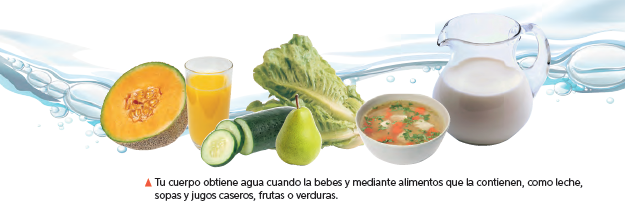 ▲ Tu cuerpo obtiene agua cuando la bebes y mediante alimentos que la contienen, como leche,
sopas y jugos caseros, frutas o verduras.